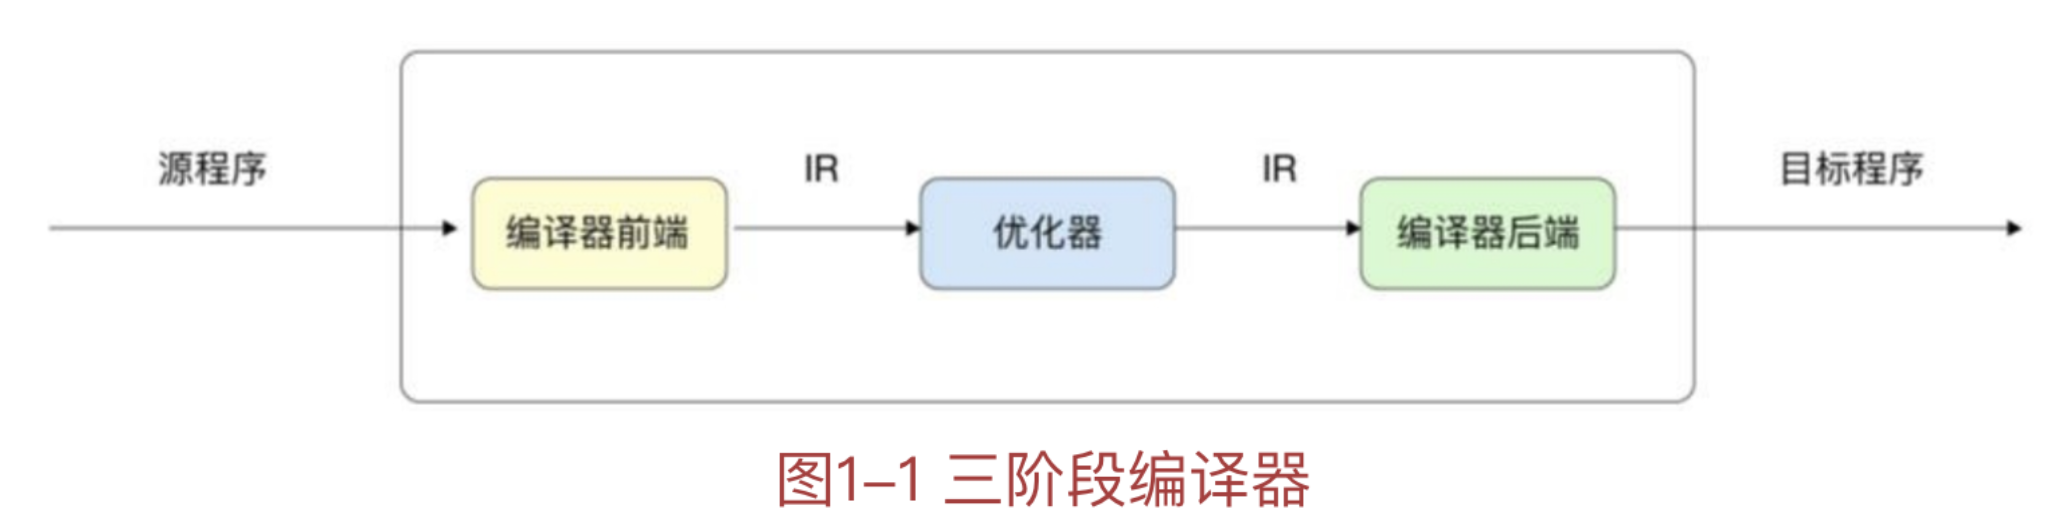 源程序
IR
IR
目标程序
编译器前端
优化器
编译器后端
图1-1 三阶段编译器